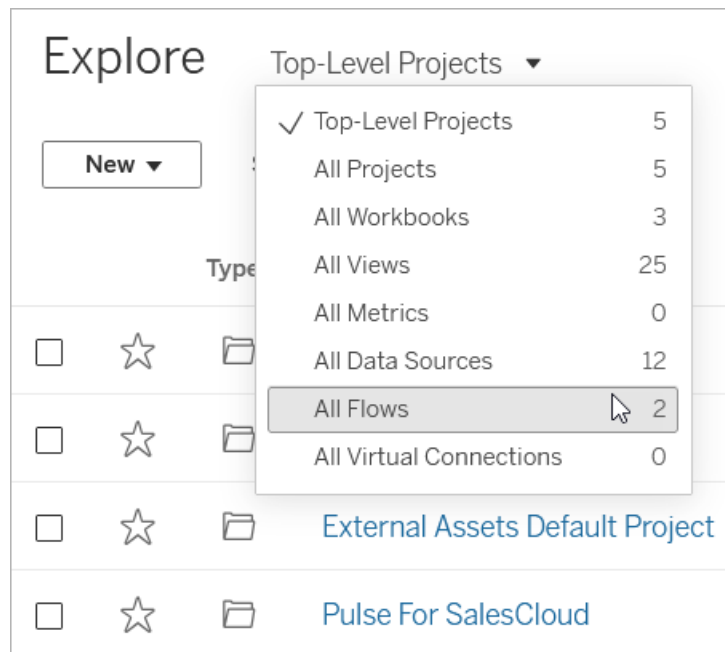 Explore Top-Level Projects
Top-Level Projects 5
New All Projects 5
All Workbooks 3
Type All Views 25
All Metrics 0
All Data Sources 12
All Flows 2
All Virtual Connections 0
External Assets Default Project
Pulse For SalesCloud